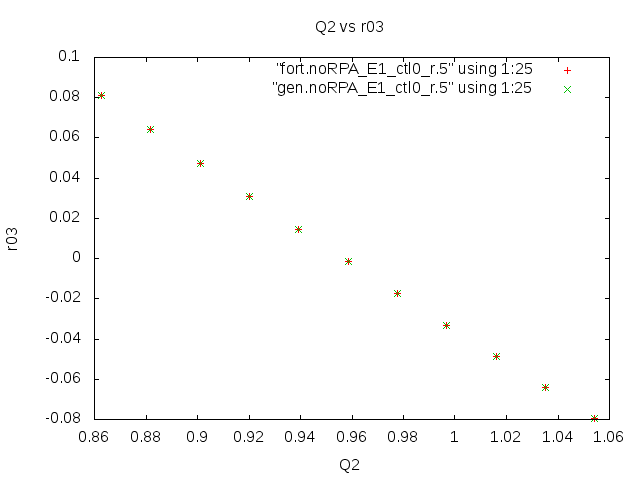 Q2 vs r03
"fort.noRPA_E1_ctl0_r.5" using 1:25
"gen.noRPA_E1_ctl0_r.5" using 1:25
0.1
0.08
0.06
0.04
0.02
0
-0.02
-0.04
-0.06
-0.08
r03
0.86 0.88 0.9 0.92 0.94 0.96 0.98 1 1.02 1.04 1.06
Q2